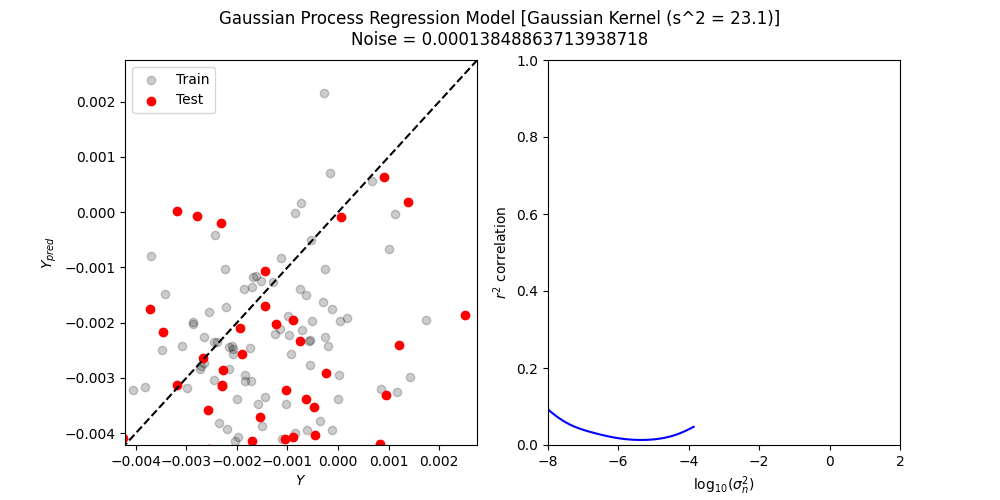 Gaussian Process Regression Model [Gaussian Kernel (s^2 = 23.1)]
Noise = 0.00013848863713938718
Train
Test
0.002
0.001
0.000
−0.001
−0.002
−0.003
−0.004
Y_pred
−0.004 −0.003 −0.002 −0.001 0.000 0.001 0.002
Y
1.0
0.8
0.6
0.4
0.2
0.0
r² correlation
−8 −6 −4 −2 0 2
log₁₀(σₙ²)